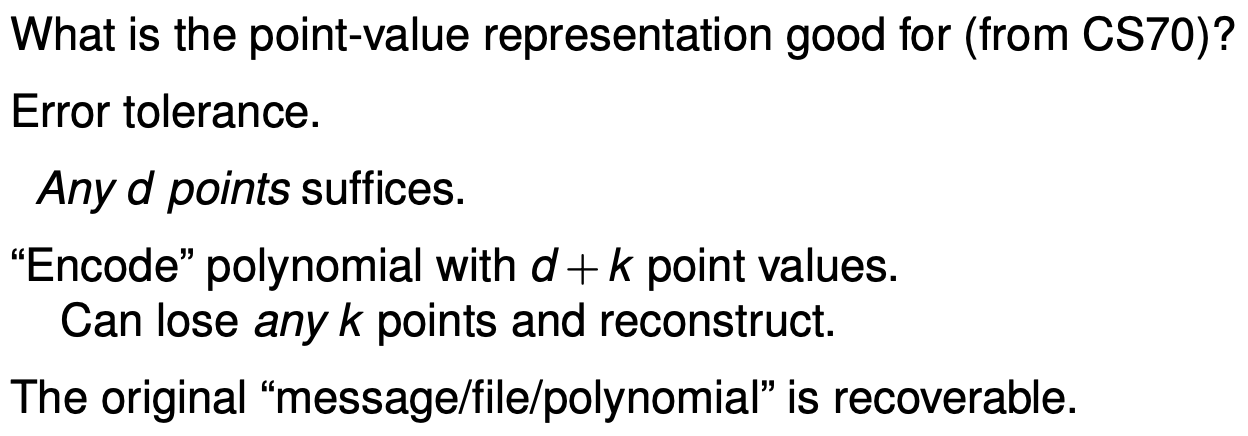 What is the point-value representation good for (from CS70)?
Error tolerance.
Any d points suffices.
“Encode” polynomial with d + k point values.
Can lose any k points and reconstruct.
The original “message/file/polynomial” is recoverable.